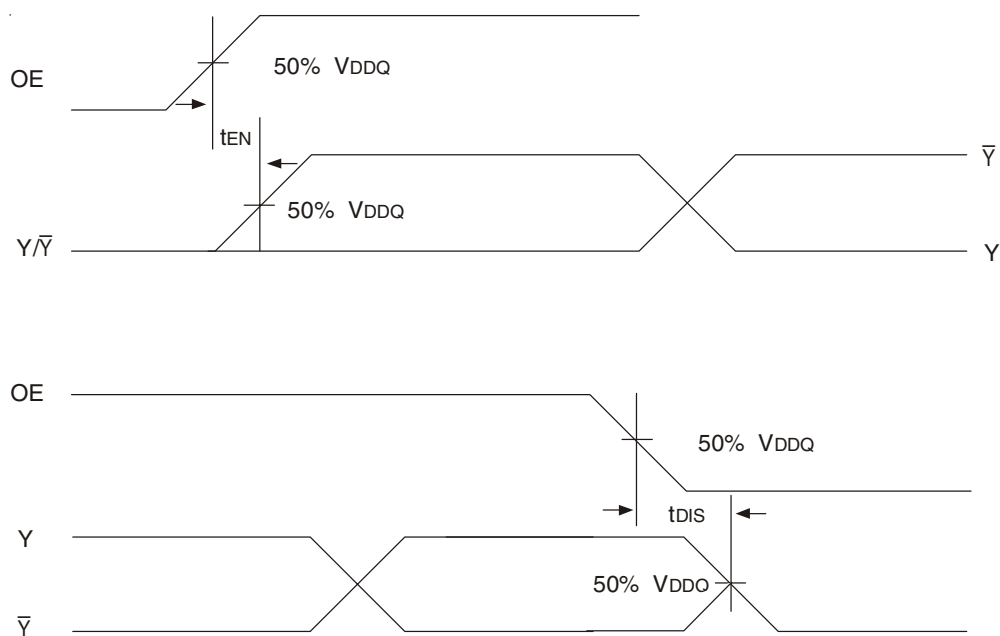 OE
50% VDDQ
tEN
Y̅
50% VDDQ
Y/Y̅
Y
OE
50% VDDQ
tDIS
Y
50% VDDQ
Y̅